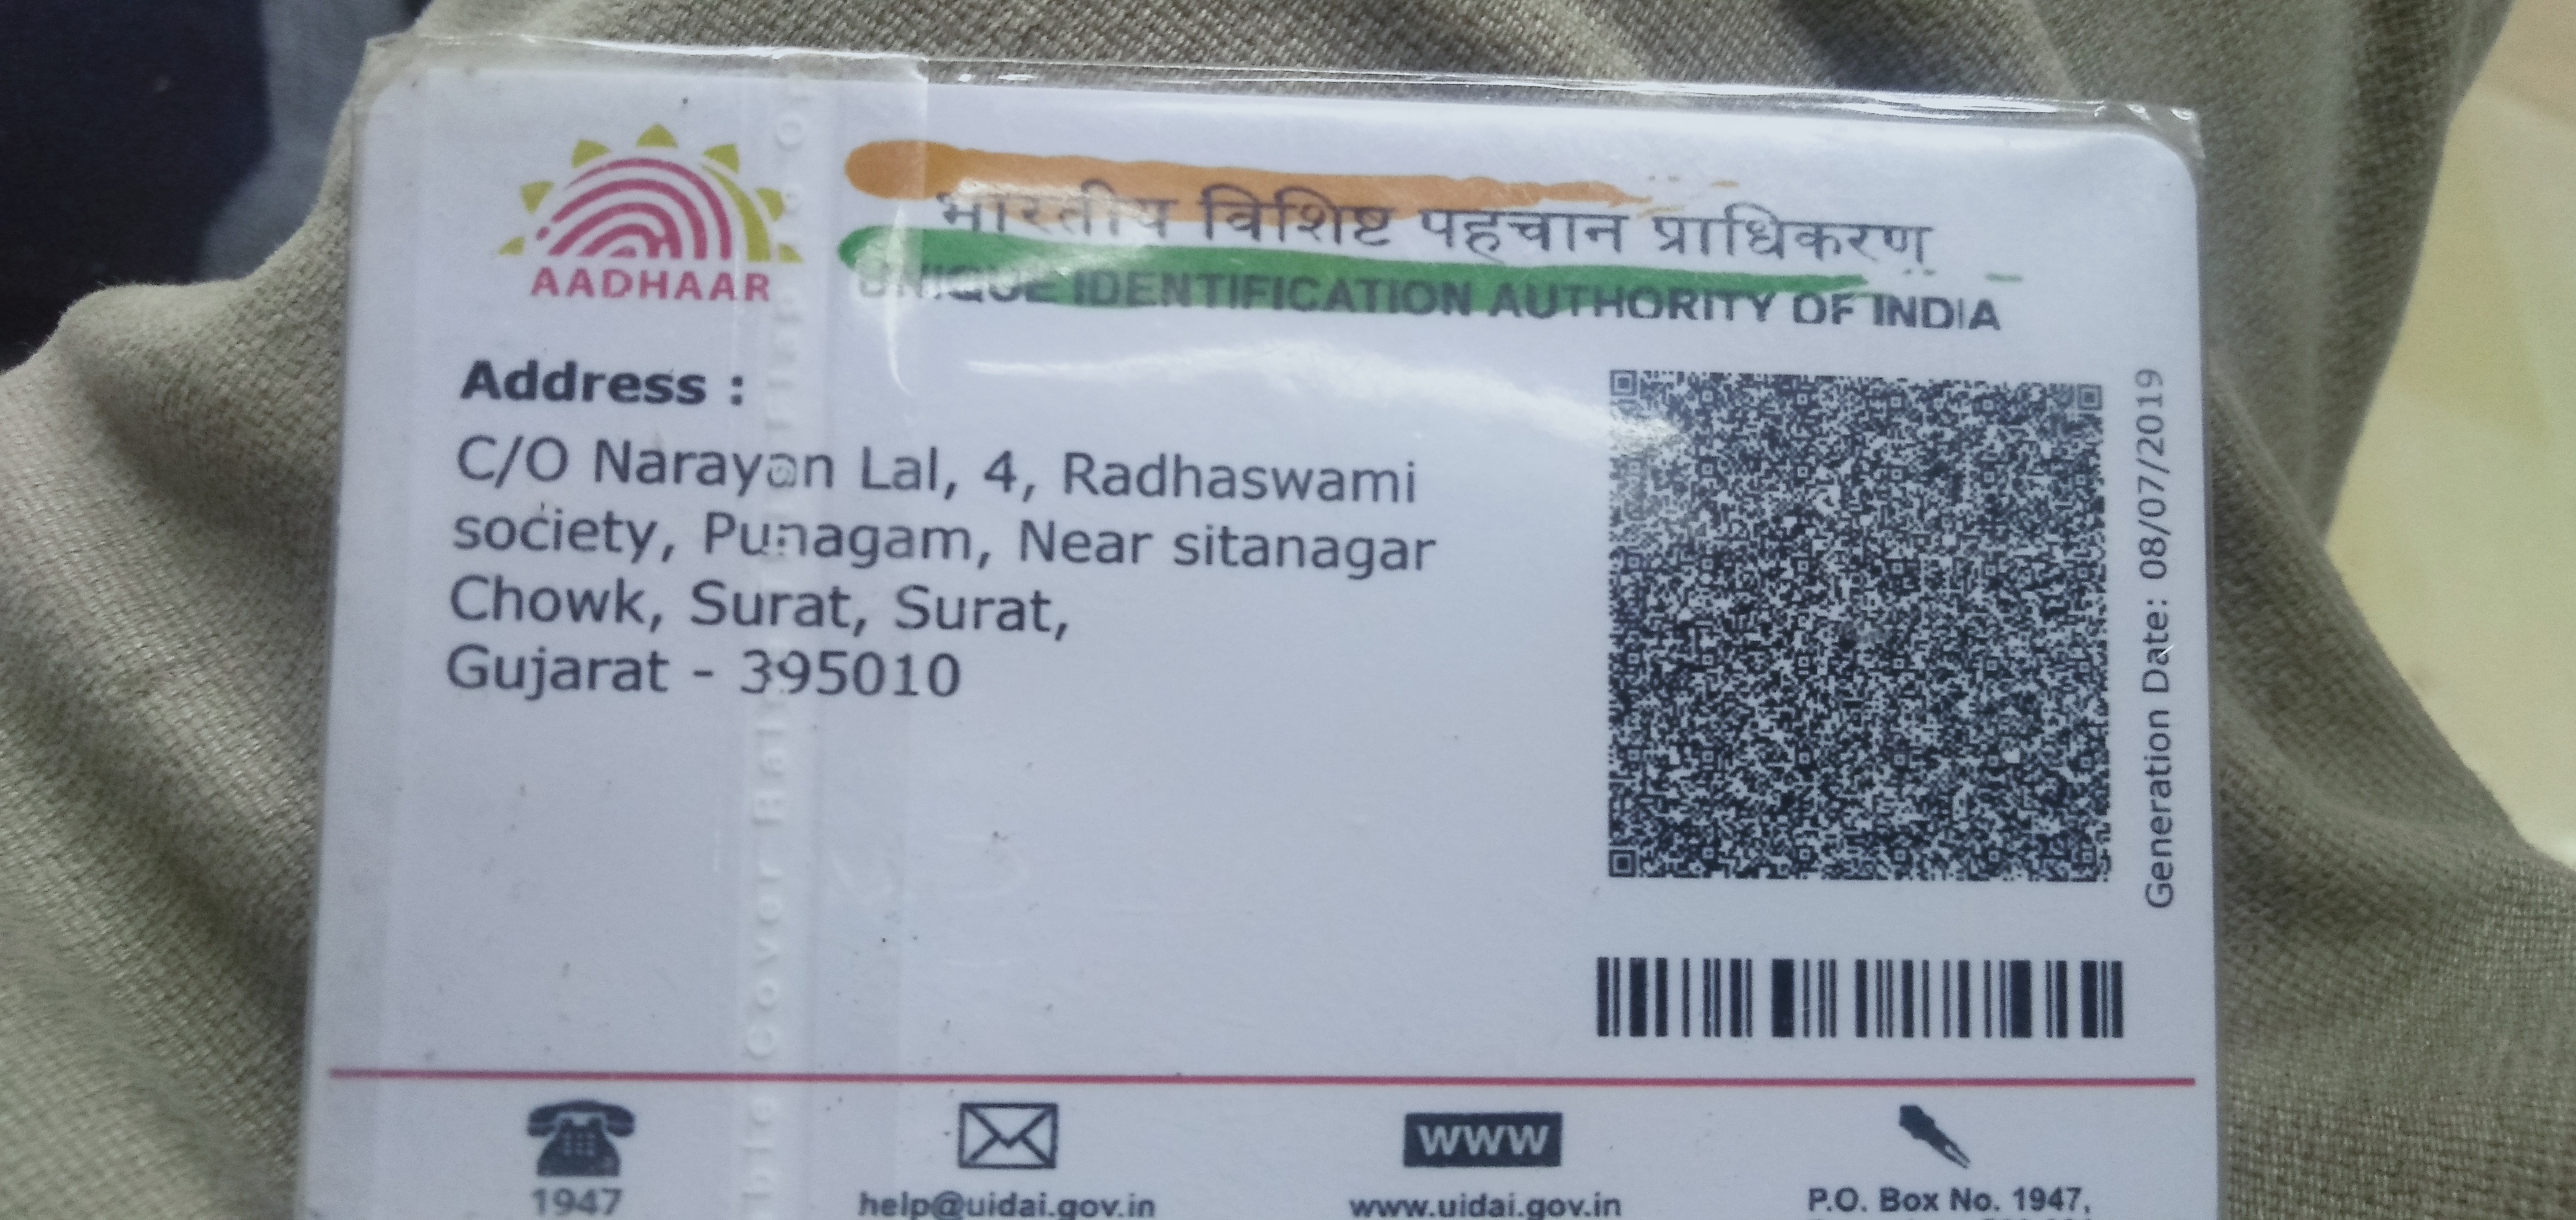 AADHAAR
भारतीय विशिष्ट पहचान प्राधिकरण
UNIQUE IDENTIFICATION AUTHORITY OF INDIA
Address :
C/O Narayan Lal, 4, Radhaswami
society, Punagam, Near sitanagar
Chowk, Surat, Surat,
Gujarat - 395010
Generation Date: 08/07/2019
1947
help@uidai.gov.in
www
www.uidai.gov.in
P.O. Box No. 1947,